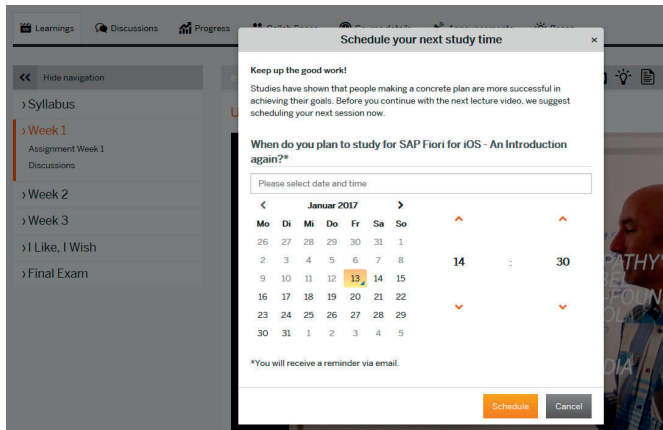 Learnings
Discussions
Progress
Collab Space
Course details
Announcements
Recap
Schedule your next study time ×
Hide navigation
Syllabus
Week 1
Assignment Week 1
Discussions
Week 2
Week 3
I Like, I Wish
Final Exam
Keep up the good work!
Studies have shown that people making a concrete plan are more successful in
achieving their goals. Before you continue with the next lecture video, we suggest
scheduling your next session now.
When do you plan to study for SAP Fiori for iOS - An Introduction
again?*
Please select date and time
Januar 2017
Mo Di Mi Do Fr Sa So
26 27 28 29 30 31 1
2 3 4 5 6 7 8
9 10 11 12 13 14 15
16 17 18 19 20 21 22
23 24 25 26 27 28 29
30 31 1 2 3 4 5
14 : 30
*You will receive a reminder via email.
Schedule
Cancel